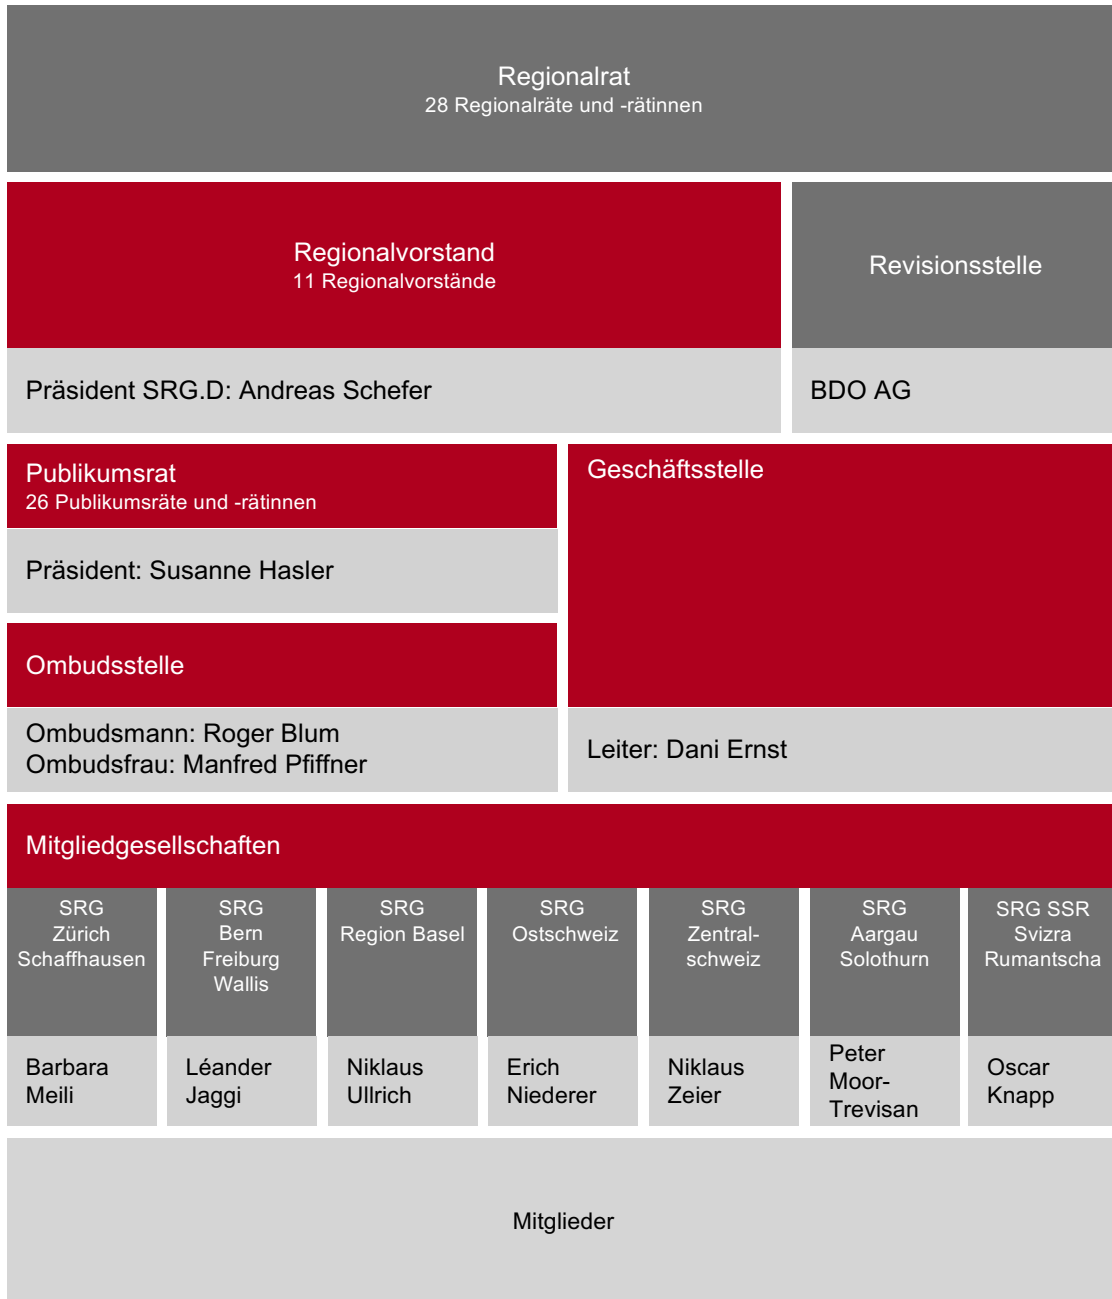 Regionalrat
28 Regionalräte und -rätinnen
Regionalvorstand
11 Regionalvorstände
Revisionsstelle
Präsident SRG.D: Andreas Schefer
BDO AG
Publikumsrat
26 Publikumsräte und -rätinnen
Präsident: Susanne Hasler
Geschäftsstelle
Ombudsstelle
Ombudsmann: Roger Blum
Ombudsfrau: Manfred Pfiffner
Leiter: Dani Ernst
Mitgliedgesellschaften
SRG
Zürich
Schaffhausen
SRG
Bern
Freiburg
Wallis
SRG
Region Basel
SRG
Ostschweiz
SRG
Zentral-
schweiz
SRG
Aargau
Solothurn
SRG SSR
Svizra
Rumantscha
Barbara
Meili
Léander
Jaggi
Niklaus
Ullrich
Erich
Niederer
Niklaus
Zeier
Peter
Moor-
Trevisan
Oscar
Knapp
Mitglieder